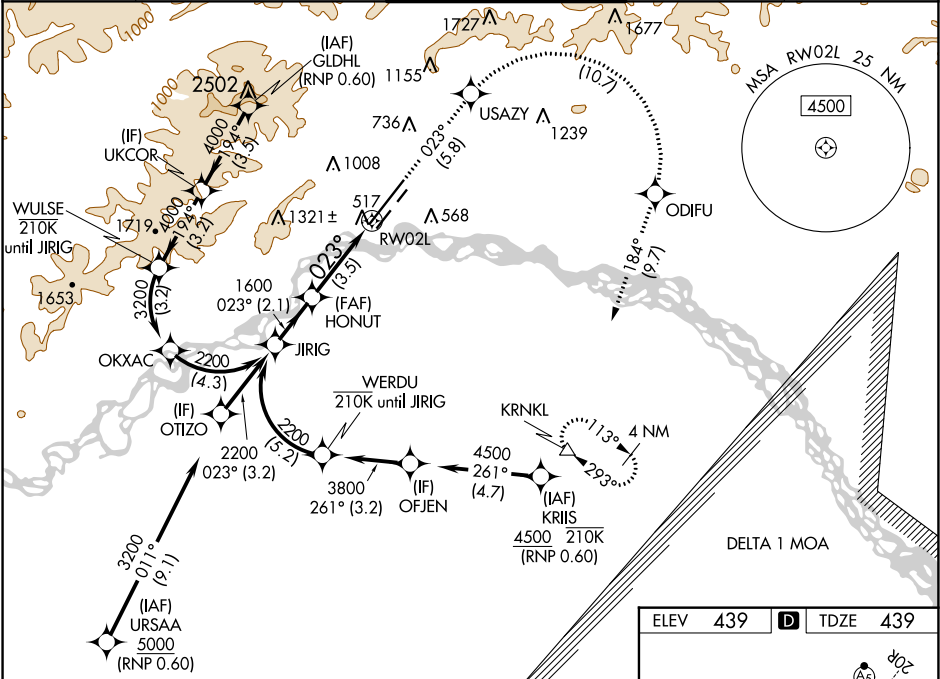 1000
1727
1677
(IAF)
GLDHL
(RNP 0.60)
1155
(10.7)
MSA RW02L 25 NM
4500
1000
2502
4000
194°
(3.5)
USAZY
1239
736
023°
(5.8)
(IF)
UKCOR
1008
WULSE
210K
until JIRIG
1719
4000
194°
(3.2)
517
1321 ±
568
RW02L
ODIFU
184°
(9.7)
023°
(3.5)
1653
3200
(3.2)
1600
023° (2.1)
(FAF)
HONUT
OKXAC
2200
(4.3)
JIRIG
WERDU
210K until JIRIG
(IF)
OTIZO
2200
(5.2)
KRNKL
113°
4 NM
293°
2200
023° (3.2)
4500
261°
(4.7)
3800
261° (3.2)
(IF)
OFJEN
(IAF)
KRIIS
4500 210K
(RNP 0.60)
DELTA 1 MOA
3200
011°
(9.1)
(IAF)
URSAA
5000
(RNP 0.60)
ELEV 439 D TDZE 439
20R
A5